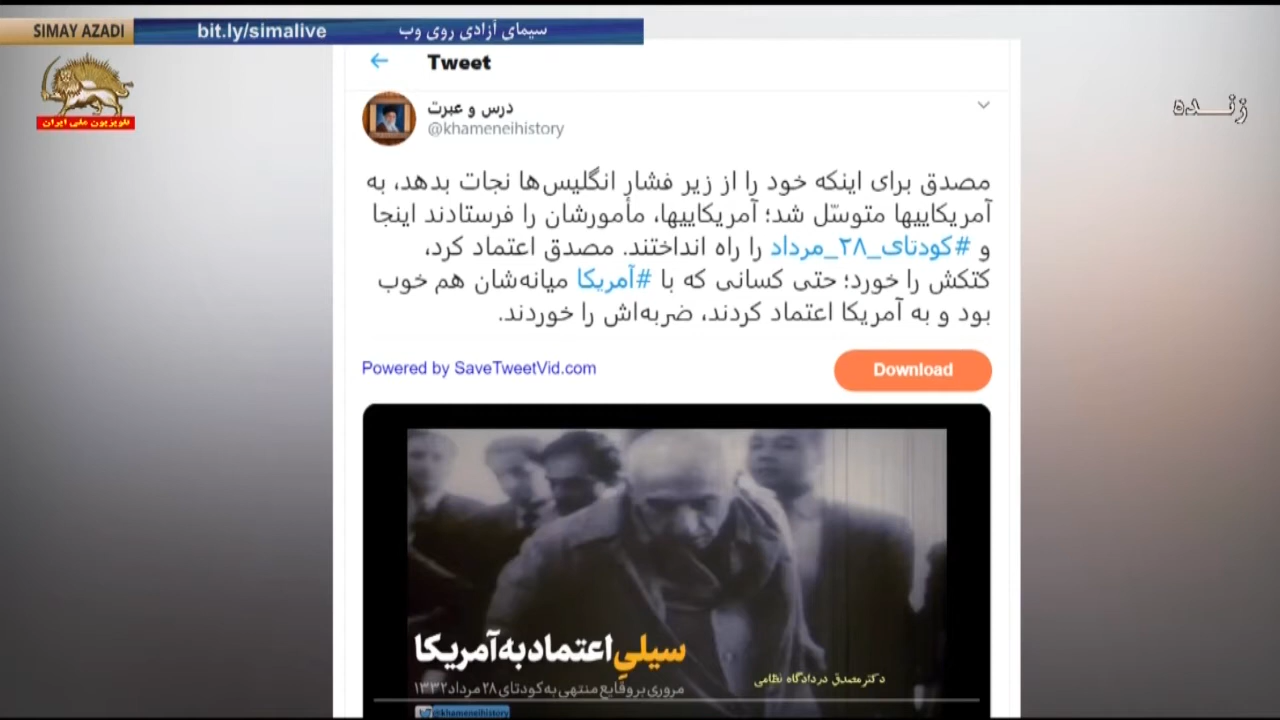 SIMAY AZADI
bit.ly/simalive
سیمای آزادی روی وب
تلویزیون ملی ایران
زنده
Tweet
درس و عبرت
@khameneihistory
مصدق برای اینکه خود را از زیر فشار انگلیس‌ها نجات بدهد، به
آمریکاییها متوسّل شد؛ آمریکاییها، مأمورشان را فرستادند اینجا
و #کودتای_۲۸_مرداد را راه انداختند. مصدق اعتماد کرد،
کتکش را خورد؛ حتی کسانی که با #آمریکا میانه‌شان هم خوب
بود و به آمریکا اعتماد کردند، ضربه‌اش را خوردند.
Powered by SaveTweetVid.com
Download
سیلیِ اعتماد به آمریکا
مروری بر وقایع منتهی به کودتای ۲۸ مرداد ۱۳۳۲
دکتر مصدق در دادگاه نظامی
@khameneihistory